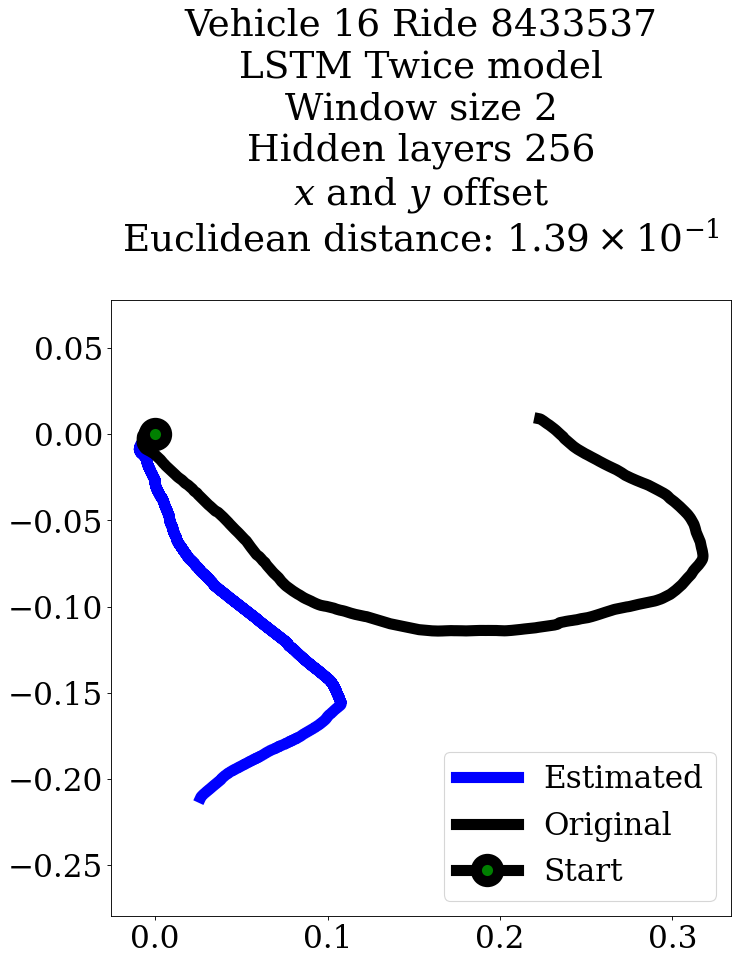 Vehicle 16 Ride 8433537
LSTM Twice model
Window size 2
Hidden layers 256
x and y offset
Euclidean distance: 1.39 × 10⁻¹
0.05
0.00
−0.05
−0.10
−0.15
−0.20
−0.25
Estimated
Original
Start
0.0 0.1 0.2 0.3